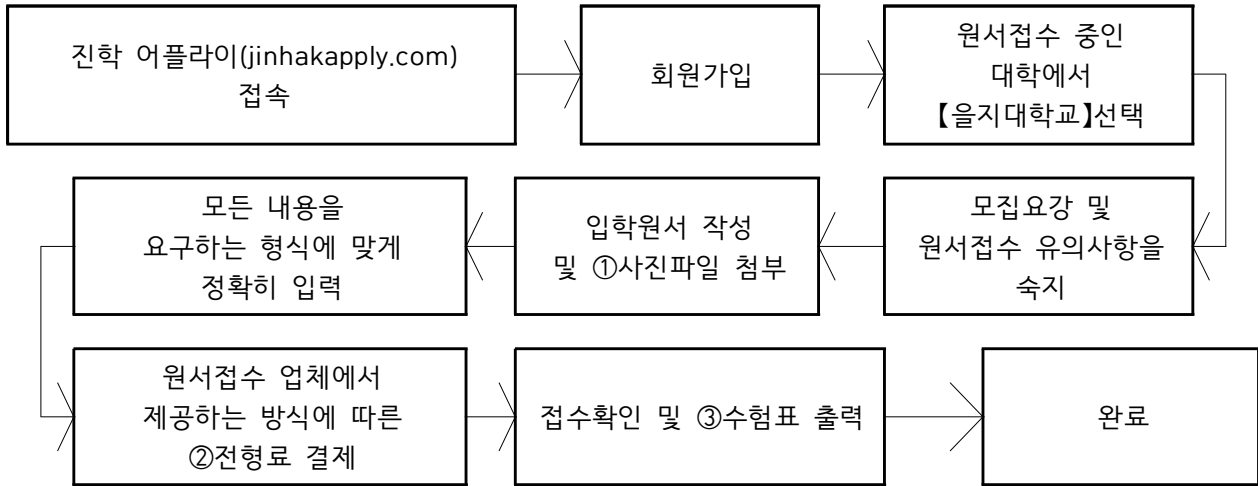 진학 어플라이(jinhakapply.com)
접속
회원가입
원서접수 중인
대학에서
【을지대학교】선택
모집요강 및
원서접수 유의사항을
숙지
입학원서 작성
및 ①사진파일 첨부
모든 내용을
요구하는 형식에 맞게
정확히 입력
원서접수 업체에서
제공하는 방식에 따른
②전형료 결제
접수확인 및 ③수험표 출력
완료